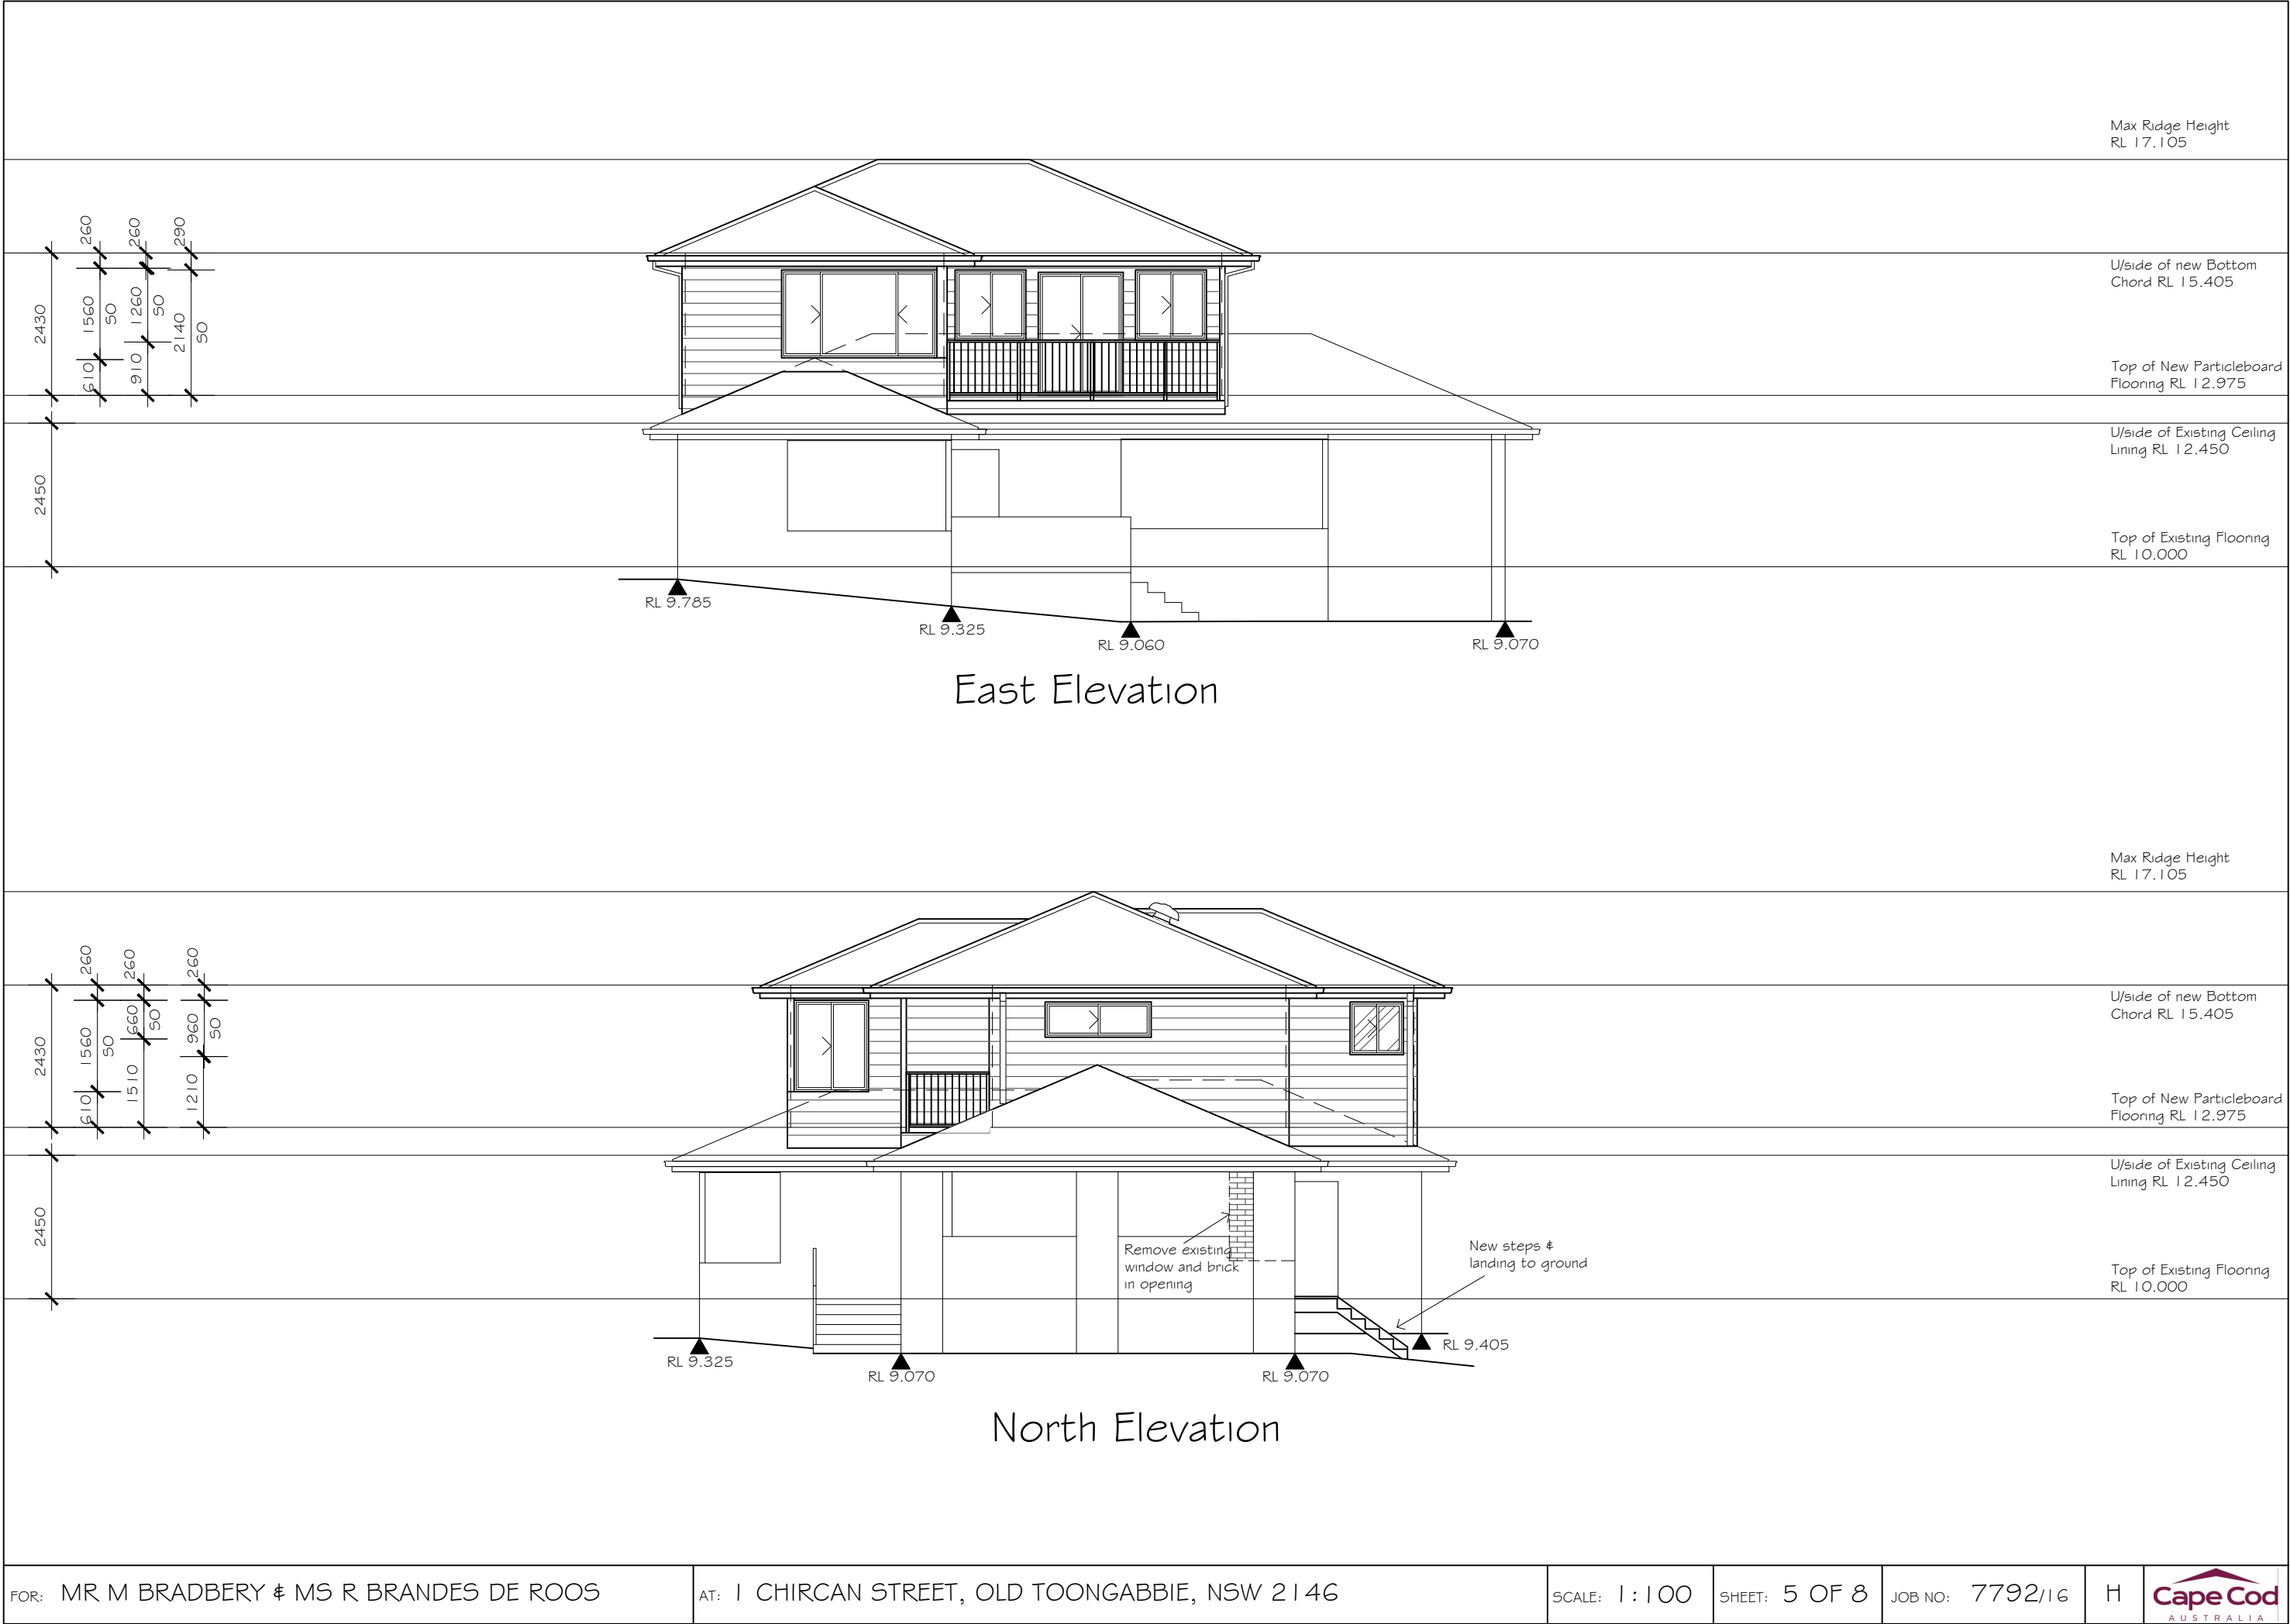 Max Ridge Height
RL 17.105
260
260
290
2430
1560
50
1260
50
2140
50
610
910
U/side of new Bottom
Chord RL 15.405
Top of New Particleboard
Flooring RL 12.975
U/side of Existing Ceiling
Lining RL 12.450
2450
Top of Existing Flooring
RL 10.000
RL 9.785
RL 9.325
RL 9.060
RL 9.070
East Elevation
Max Ridge Height
RL 17.105
260
260
260
2430
1560
50
660
50
960
50
610
1510
1210
U/side of new Bottom
Chord RL 15.405
Top of New Particleboard
Flooring RL 12.975
U/side of Existing Ceiling
Lining RL 12.450
2450
Remove existing
window and brick
in opening
New steps &
landing to ground
Top of Existing Flooring
RL 10.000
RL 9.325
RL 9.070
RL 9.070
RL 9.405
North Elevation
FOR: MR M BRADBERY & MS R BRANDES DE ROOS
AT: 1 CHIRCAN STREET, OLD TOONGABBIE, NSW 2146
SCALE: 1:100
SHEET: 5 OF 8
JOB NO: 7792/16
H
Cape Cod
AUSTRALIA